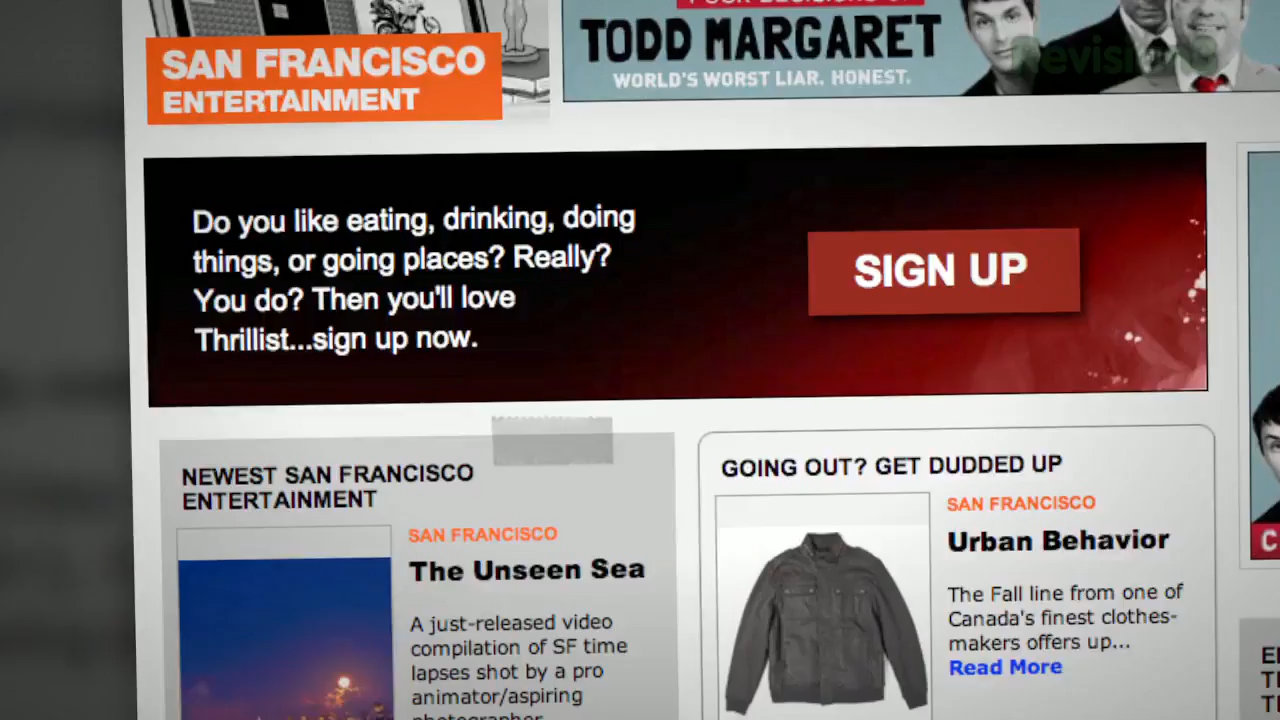 SAN FRANCISCO
ENTERTAINMENT
TODD MARGARET
WORLD'S WORST LIAR. HONEST.
Do you like eating, drinking, doing
things, or going places? Really?
You do? Then you'll love
Thrillist...sign up now.
SIGN UP
NEWEST SAN FRANCISCO
ENTERTAINMENT
SAN FRANCISCO
The Unseen Sea
A just-released video
compilation of SF time
lapses shot by a pro
animator/aspiring
photographer
GOING OUT? GET DUDDED UP
SAN FRANCISCO
Urban Behavior
The Fall line from one of
Canada's finest clothes-
makers offers up...
Read More